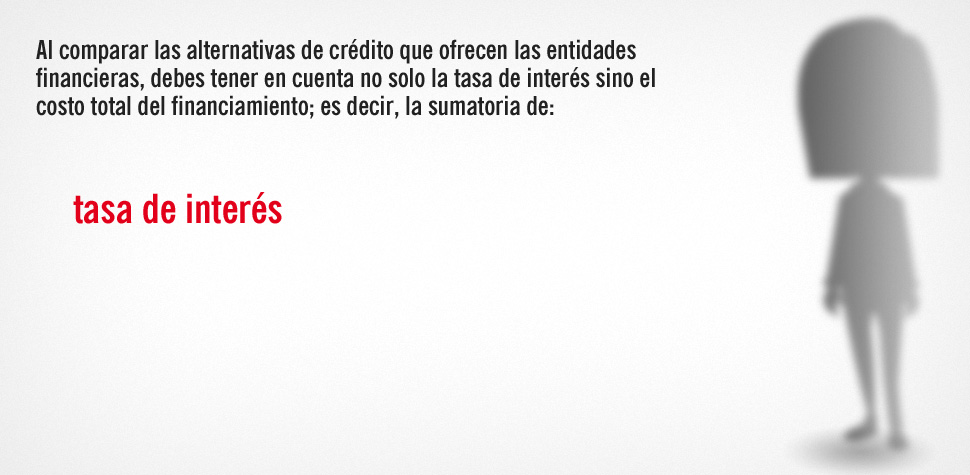 Al comparar las alternativas de crédito que ofrecen las entidades
financieras, debes tener en cuenta no solo la tasa de interés sino el
costo total del financiamiento; es decir, la sumatoria de:
tasa de interés